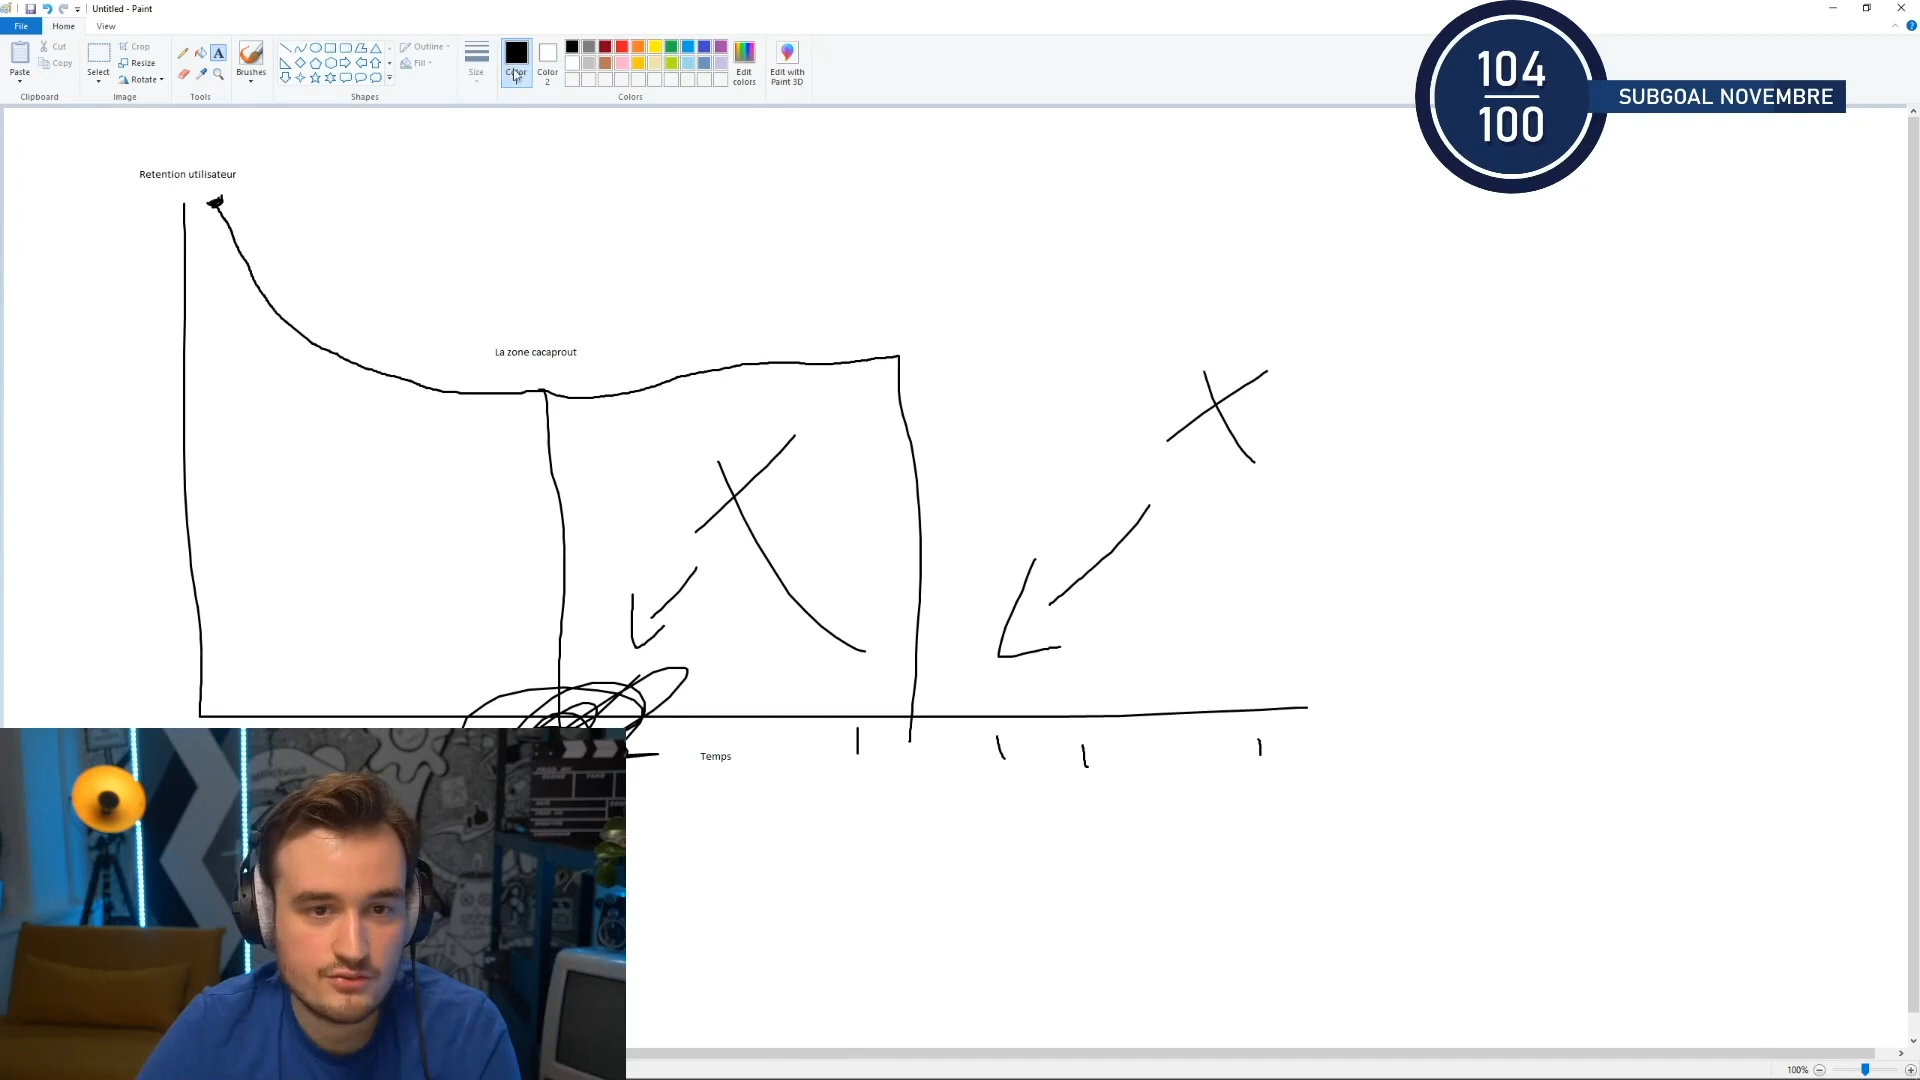 Untitled - Paint
File
Home
View
Paste
Cut
Copy
Clipboard
Select
Crop
Resize
Rotate
Image
A
Tools
Brushes
Shapes
Outline
Fill
Size
Color
Color
2
Colors
Edit
colors
Edit with
Paint 3D
104
100
SUBGOAL NOVEMBRE
Retention utilisateur
La zone cacaprout
Temps
100%